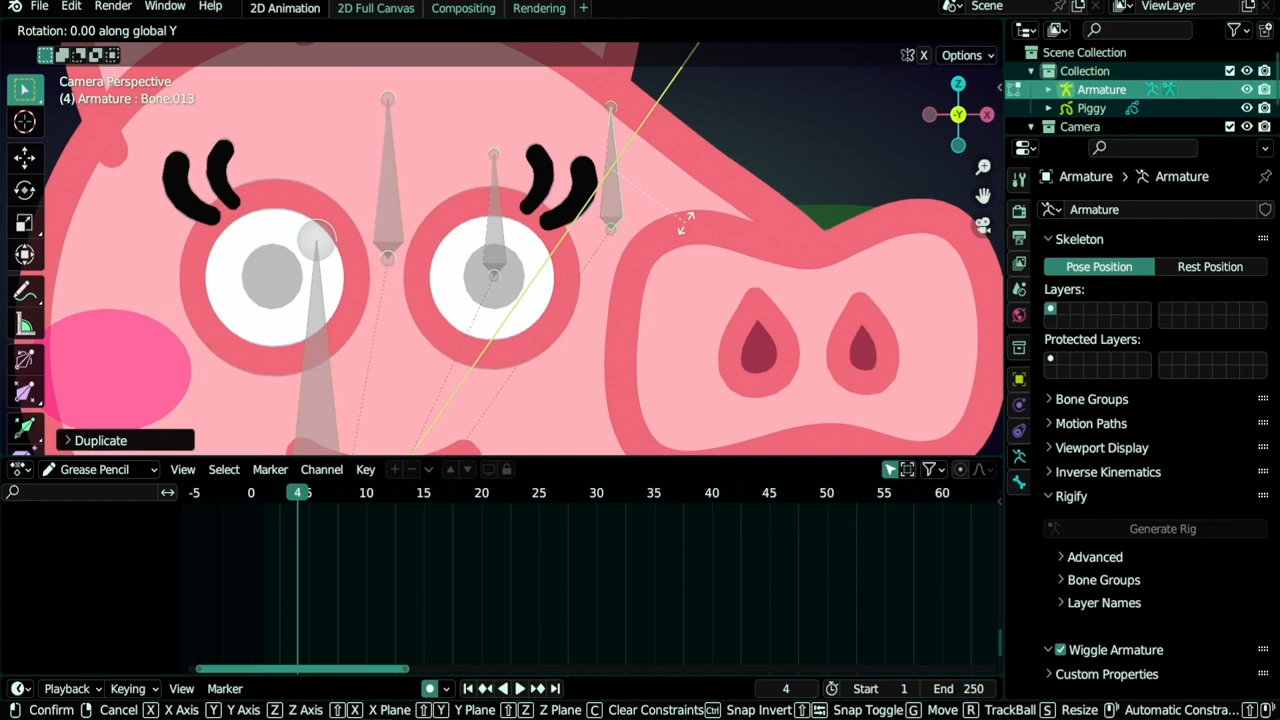 File Edit Render Window Help 2D Animation 2D Full Canvas Compositing Rendering + Scene ViewLayer
Rotation: 0.00 along global Y
X Options
Camera Perspective
(4) Armature : Bone.013
Z
-Y X
Scene Collection
Collection
Armature
Piggy
Camera
Armature Armature
Armature
Skeleton
Pose Position Rest Position
Layers:
Protected Layers:
Bone Groups
Motion Paths
Viewport Display
Inverse Kinematics
Rigify
Generate Rig
Advanced
Bone Groups
Layer Names
Wiggle Armature
Custom Properties
Duplicate
Grease Pencil View Select Marker Channel Key
-5 0 4 5 10 15 20 25 30 35 40 45 50 55 60
Playback Keying View Marker 4 Start 1 End 250
Confirm Cancel X X Axis Y Y Axis Z Z Axis X X Plane Y Y Plane Z Z Plane C Clear Constraints Ctrl Snap Invert Snap Toggle G Move R TrackBall S Resize Automatic Constra...